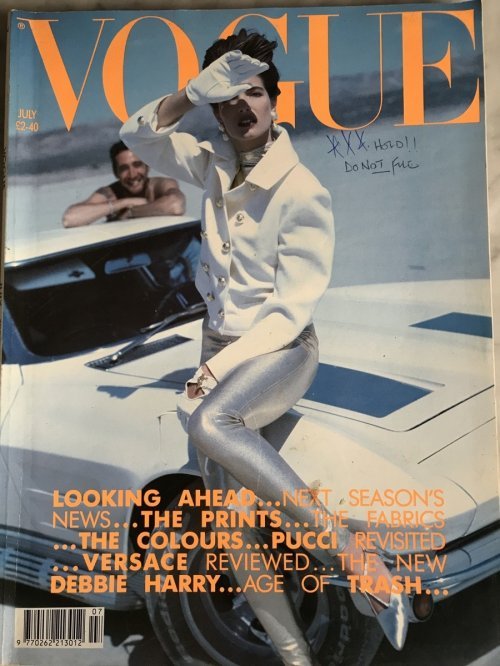 ® VOGUE
JULY
£2-40
XXX. HOLD!!
DO NOT FILE
LOOKING AHEAD...NEXT SEASON'S
NEWS...THE PRINTS...THE FABRICS
...THE COLOURS...PUCCI REVISITED
...VERSACE REVIEWED...THE NEW
DEBBIE HARRY...AGE OF TRASH...
07
9 770262 213012